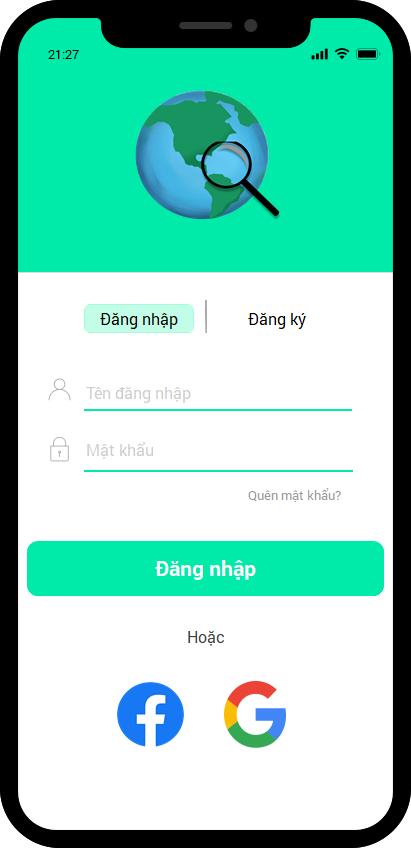 21:27
Đăng nhập
Đăng ký
Tên đăng nhập
Mật khẩu
Quên mật khẩu?
Đăng nhập
Hoặc